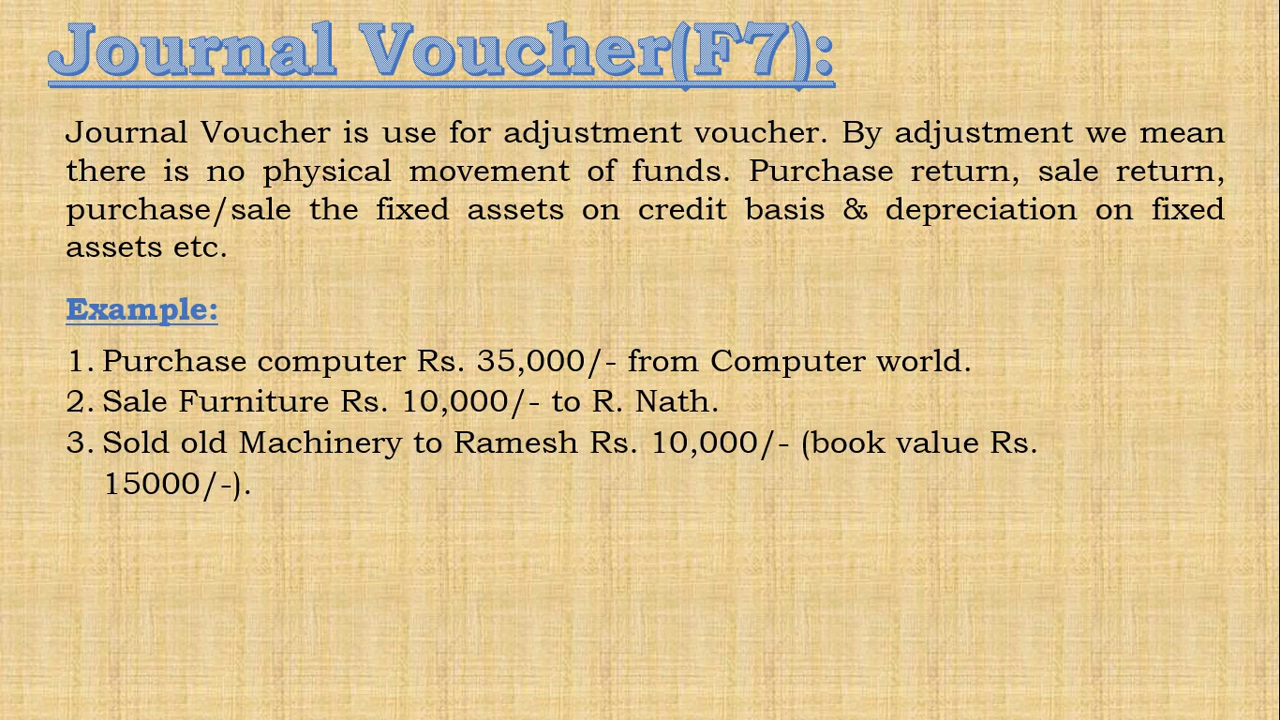 Journal Voucher(F7):
Journal Voucher is use for adjustment voucher. By adjustment we mean
there is no physical movement of funds. Purchase return, sale return,
purchase/sale the fixed assets on credit basis & depreciation on fixed
assets etc.
Example:
1. Purchase computer Rs. 35,000/- from Computer world.
2. Sale Furniture Rs. 10,000/- to R. Nath.
3. Sold old Machinery to Ramesh Rs. 10,000/- (book value Rs.
15000/-).